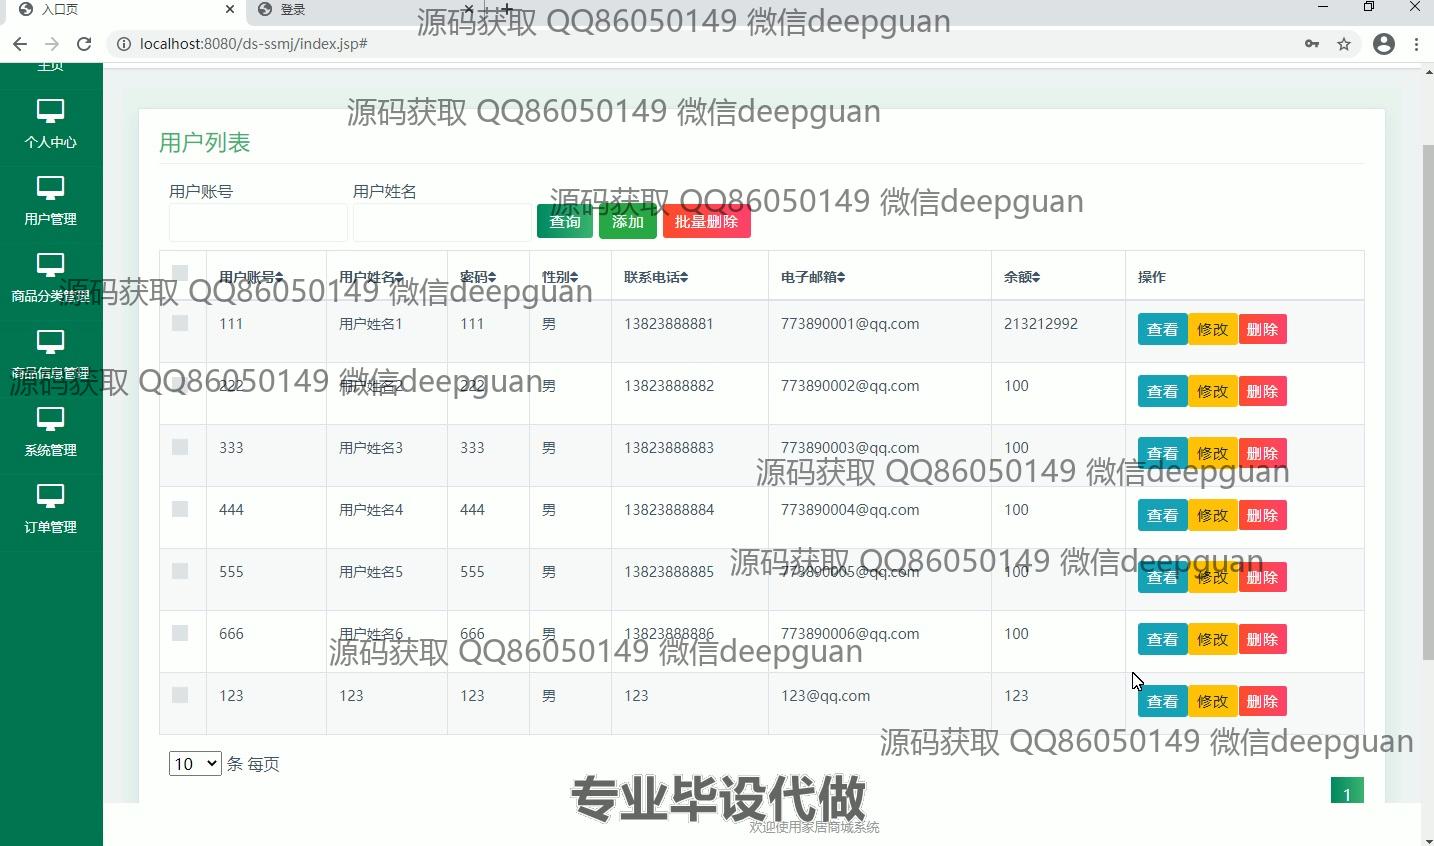 入口页
登录
源码获取 QQ86050149 微信deepguan
localhost:8080/ds-ssmj/index.jsp#
主页
源码获取 QQ86050149 微信deepguan
个人中心
用户列表
用户账号 用户姓名
源码获取 QQ86050149 微信deepguan
用户管理
查询 添加 批量删除
用户账号 用户姓名 密码 性别 联系电话 电子邮箱 余额 操作
商品分类管理
源码获取 QQ86050149 微信deepguan
111 用户姓名1 111 男 13823888881 773890001@qq.com 213212992 查看 修改 删除
商品信息管理
源码获取 QQ86050149 微信deepguan
222 用户姓名2 222 男 13823888882 773890002@qq.com 100 查看 修改 删除
系统管理
333 用户姓名3 333 男 13823888883 773890003@qq.com 100 查看 修改 删除
源码获取 QQ86050149 微信deepguan
444 用户姓名4 444 男 13823888884 773890004@qq.com 100 查看 修改 删除
订单管理
源码获取 QQ86050149 微信deepguan
555 用户姓名5 555 男 13823888885 773890005@qq.com 100 查看 修改 删除
666 用户姓名6 666 男 13823888886 773890006@qq.com 100 查看 修改 删除
源码获取 QQ86050149 微信deepguan
123 123 123 男 123 123@qq.com 123 查看 修改 删除
源码获取 QQ86050149 微信deepguan
10 条 每页
1
专业毕设代做
欢迎使用家居商城系统